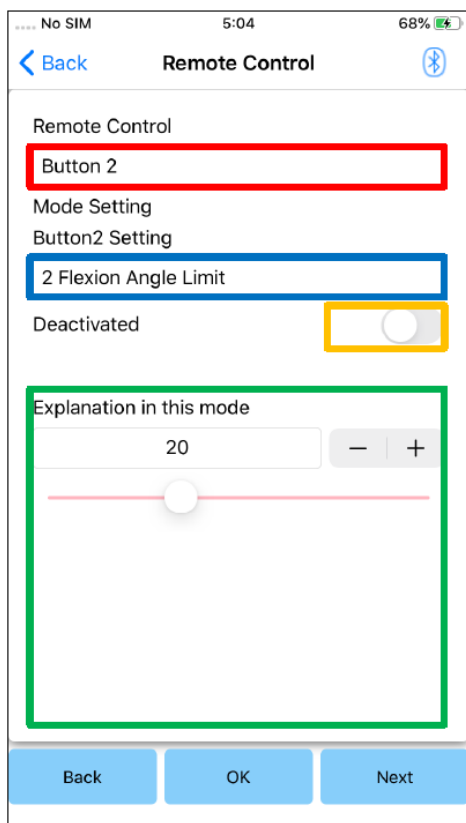 No SIM 5:04 68%
Back Remote Control
Remote Control
Button 2
Mode Setting
Button2 Setting
2 Flexion Angle Limit
Deactivated
Explanation in this mode
20 − +
Back OK Next